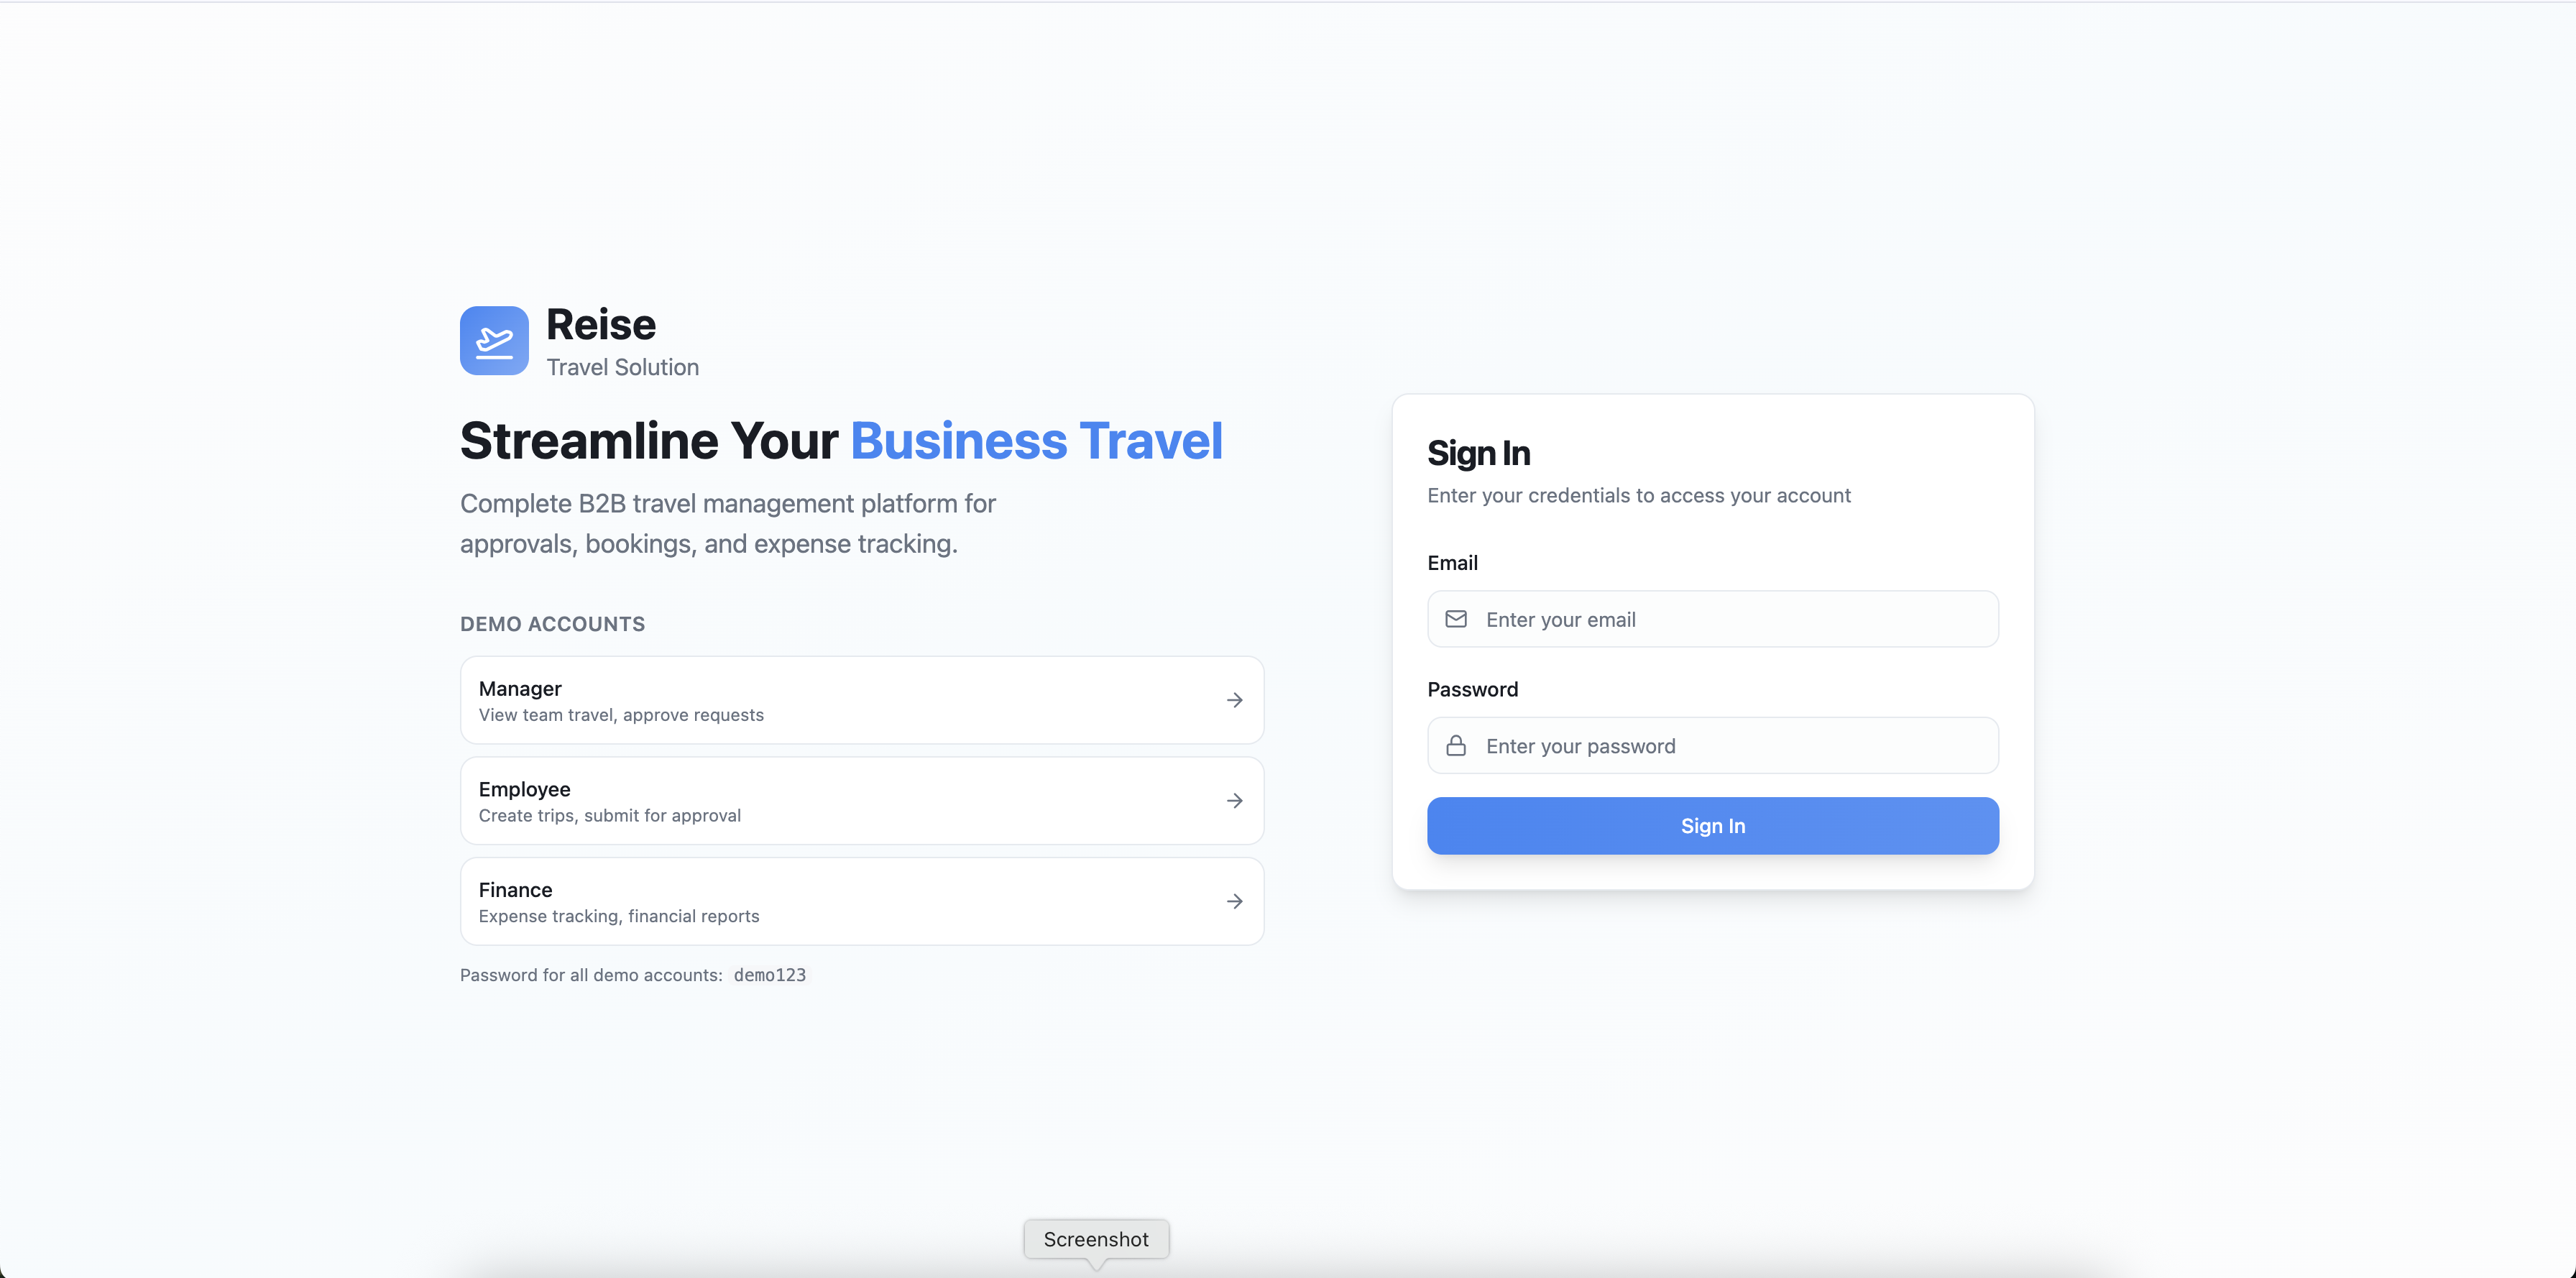 Reise
Travel Solution
Streamline Your Business Travel
Complete B2B travel management platform for
approvals, bookings, and expense tracking.
DEMO ACCOUNTS
Manager
View team travel, approve requests
Employee
Create trips, submit for approval
Finance
Expense tracking, financial reports
Password for all demo accounts: demo123
Sign In
Enter your credentials to access your account
Email
Enter your email
Password
Enter your password
Sign In
Screenshot